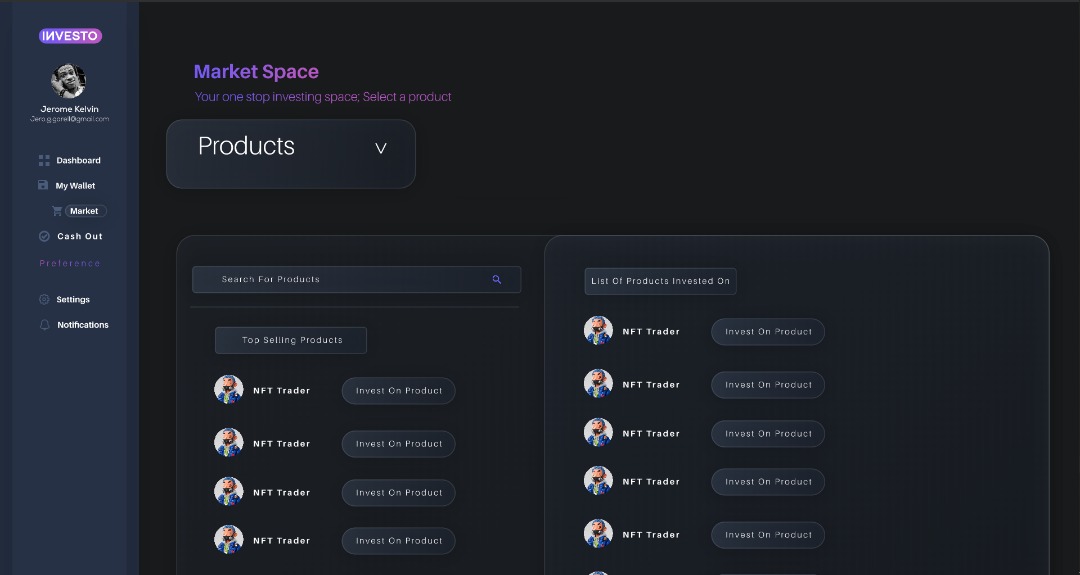 INVESTO
Jerome Kelvin
Jero.g.garell@gmail.com
Dashboard
My Wallet
Market
Cash Out
Preference
Settings
Notifications
Market Space
Your one stop investing space; Select a product
Products
Search For Products
Top Selling Products
NFT Trader Invest On Product
NFT Trader Invest On Product
NFT Trader Invest On Product
NFT Trader Invest On Product
List Of Products Invested On
NFT Trader Invest On Product
NFT Trader Invest On Product
NFT Trader Invest On Product
NFT Trader Invest On Product
NFT Trader Invest On Product